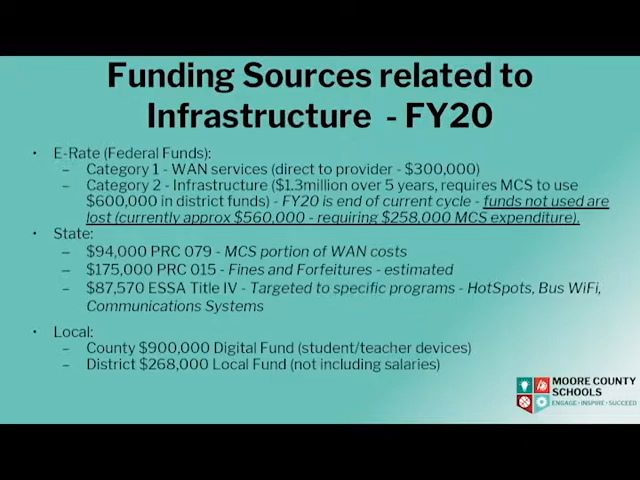 Funding Sources related to
Infrastructure - FY20
• E-Rate (Federal Funds):
– Category 1 - WAN services (direct to provider - $300,000)
– Category 2 - Infrastructure ($1.3million over 5 years, requires MCS to use
$600,000 in district funds) - FY20 is end of current cycle - funds not used are
lost (currently approx $560,000 - requiring $258,000 MCS expenditure).
• State:
– $94,000 PRC 079 - MCS portion of WAN costs
– $175,000 PRC 015 - Fines and Forfeitures - estimated
– $87,570 ESSA Title IV - Targeted to specific programs - HotSpots, Bus WiFi,
Communications Systems
• Local:
– County $900,000 Digital Fund (student/teacher devices)
– District $268,000 Local Fund (not including salaries)
MOORE COUNTY
SCHOOLS
ENGAGE • INSPIRE • SUCCEED